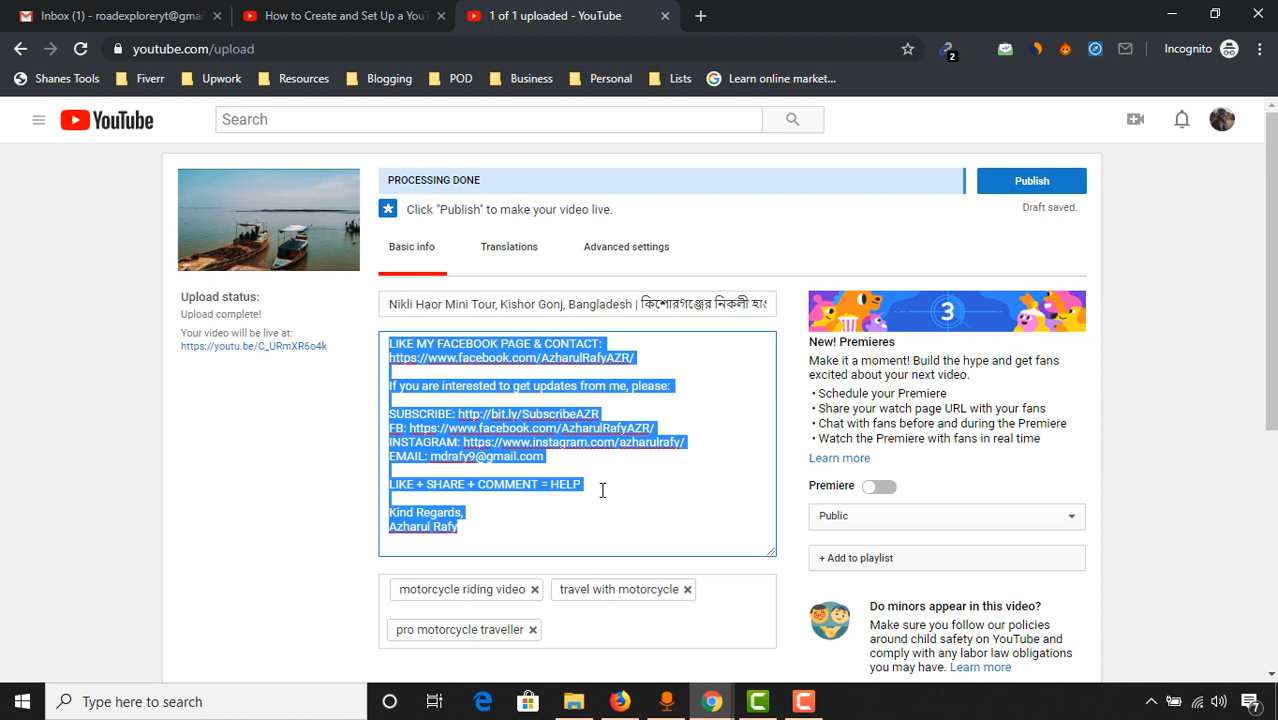 Inbox (1) - roadexploreryt@gma
How to Create and Set Up a YouT
1 of 1 uploaded - YouTube
youtube.com/upload
2
Incognito
Shanes Tools
Fiverr
Upwork
Resources
Blogging
POD
Business
Personal
Lists
Learn online market...
YouTube
Search
PROCESSING DONE
Publish
Click "Publish" to make your video live.
Draft saved.
Basic info
Translations
Advanced settings
Upload status:
Upload complete!
Your video will be live at:
https://youtu.be/C_URmXR6o4k
Nikli Haor Mini Tour, Kishor Gonj, Bangladesh | কিশোরগঞ্জের নিকলী হাও
LIKE MY FACEBOOK PAGE & CONTACT:
https://www.facebook.com/AzharulRafyAZR/
If you are interested to get updates from me, please:
SUBSCRIBE: http://bit.ly/SubscribeAZR
FB: https://www.facebook.com/AzharulRafyAZR/
INSTAGRAM: https://www.instagram.com/azharulrafy/
EMAIL: mdrafy9@gmail.com
LIKE + SHARE + COMMENT = HELP
Kind Regards,
Azharul Rafy
motorcycle riding video
travel with motorcycle
pro motorcycle traveller
3
New! Premieres
Make it a moment! Build the hype and get fans
excited about your next video.
• Schedule your Premiere
• Share your watch page URL with your fans
• Chat with fans before and during the Premiere
• Watch the Premiere with fans in real time
Learn more
Premiere
Public
+ Add to playlist
Do minors appear in this video?
Make sure you follow our policies
around child safety on YouTube and
comply with any labor law obligations
you may have. Learn more
Type here to search
7